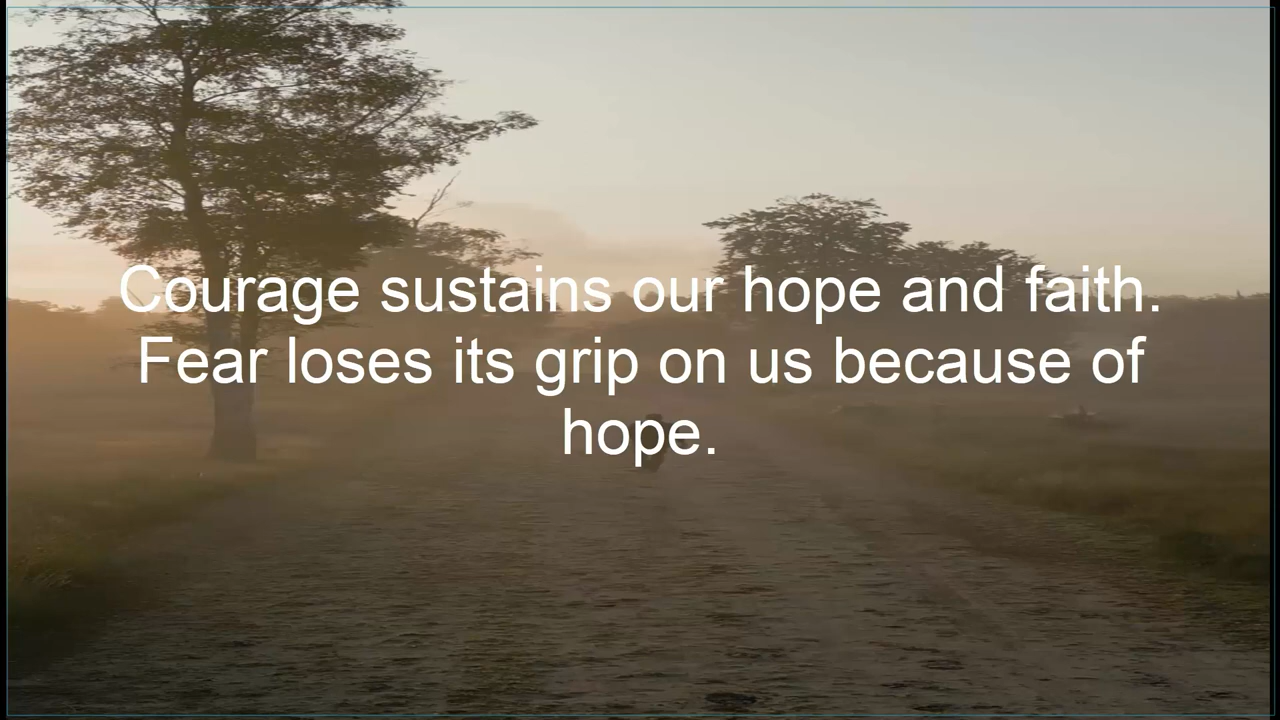 Courage sustains our hope and faith.
Fear loses its grip on us because of
hope.